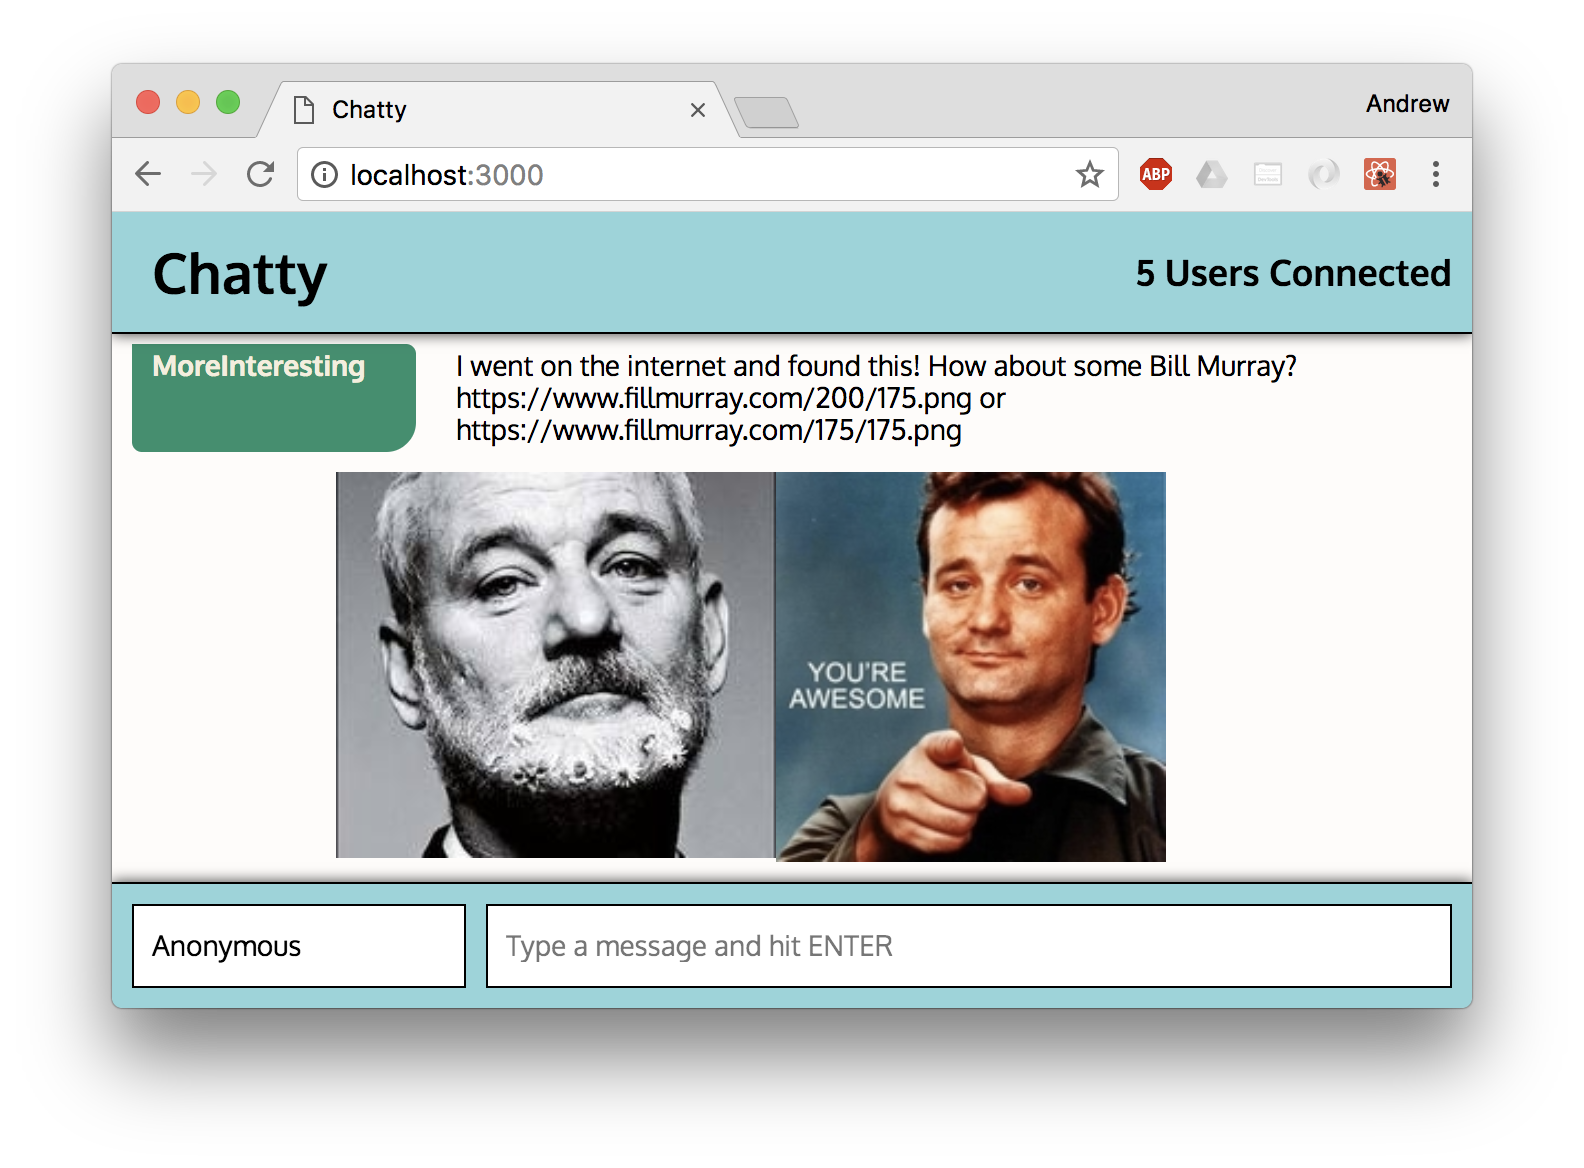 Chatty
Andrew
localhost:3000
ABP
Chatty
5 Users Connected
MoreInteresting
I went on the internet and found this! How about some Bill Murray?
https://www.fillmurray.com/200/175.png or
https://www.fillmurray.com/175/175.png
YOU'RE
AWESOME
Anonymous
Type a message and hit ENTER